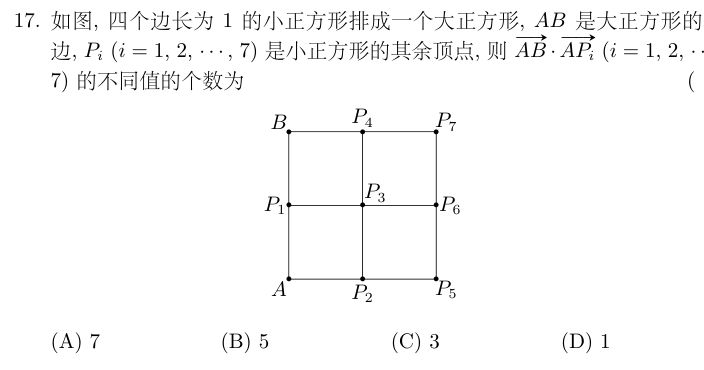 17. 如图, 四个边长为 1 的小正方形排成一个大正方形, AB 是大正方形的
边, P_i (i = 1, 2, ⋯, 7) 是小正方形的其余顶点, 则 \overrightarrow{AB} · \overrightarrow{AP_i} (i = 1, 2, ··
7) 的不同值的个数为 (
B P_4 P_7
P_1 P_3 P_6
A P_2 P_5
(A) 7 (B) 5 (C) 3 (D) 1